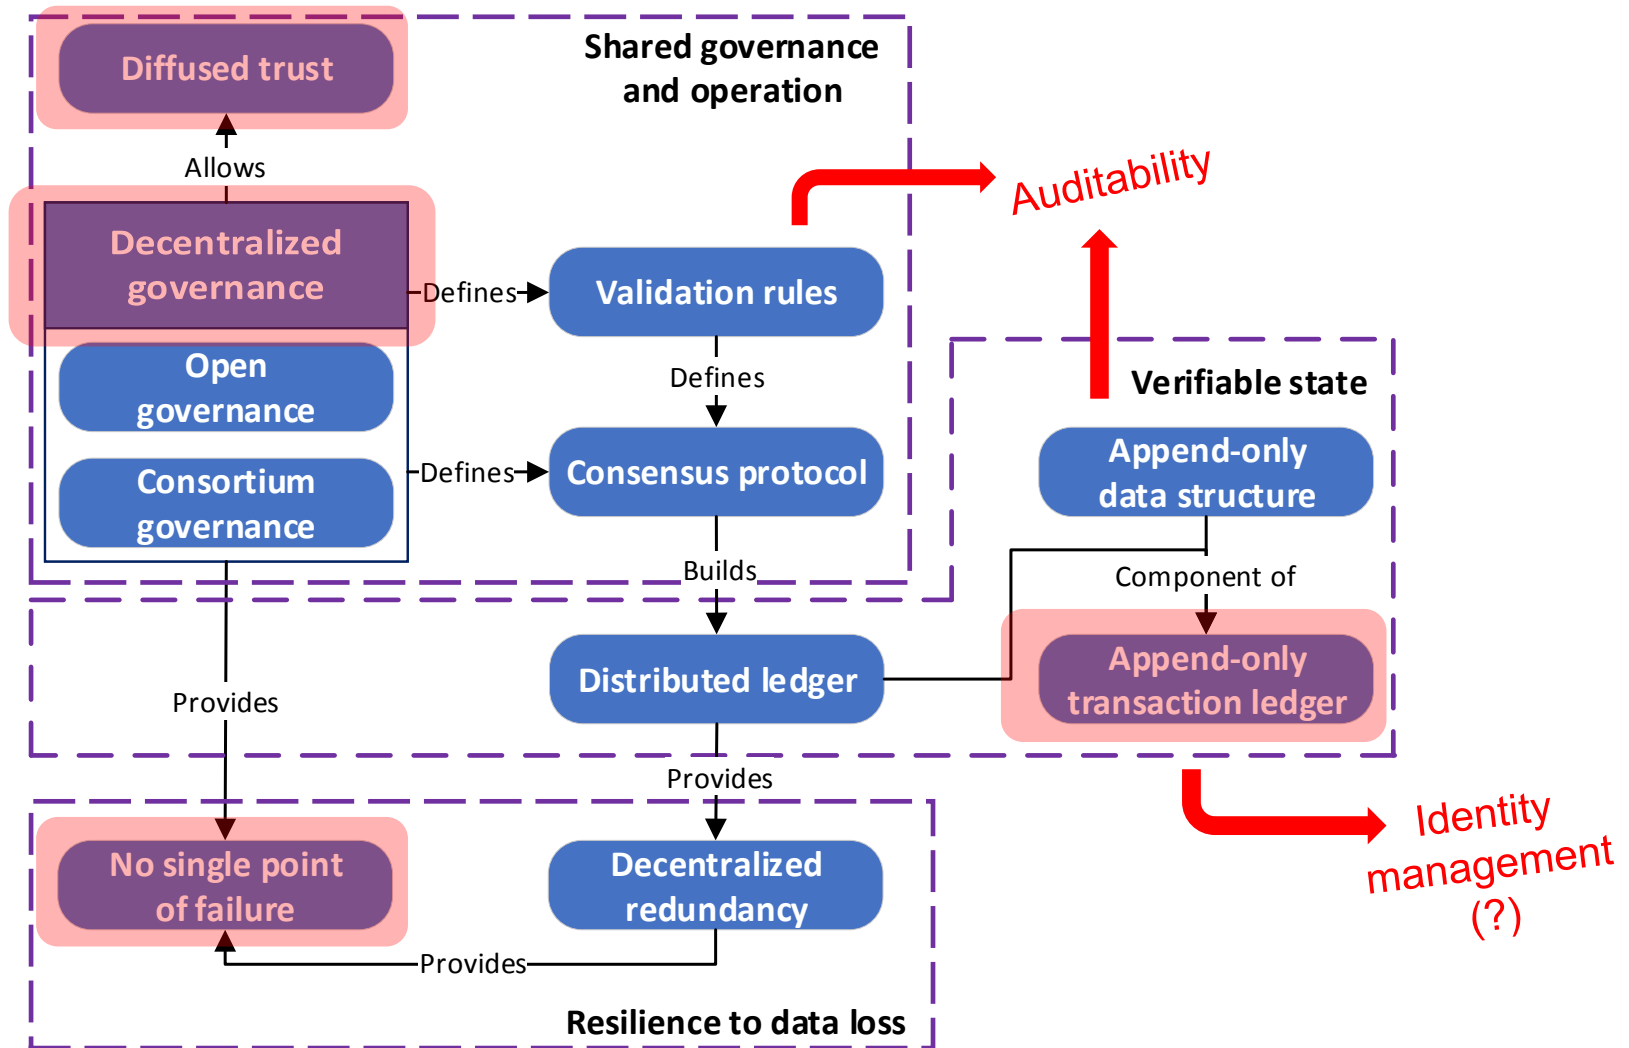 Diffused trust
Shared governance
and operation
Allows
Auditability
Decentralized
governance
Defines
Validation rules
Open
governance
Defines
Verifiable state
Consortium
governance
Defines
Consensus protocol
Append-only
data structure
Builds
Component of
Provides
Distributed ledger
Append-only
transaction ledger
Provides
Identity
management
(?)
No single point
of failure
Decentralized
redundancy
Provides
Resilience to data loss